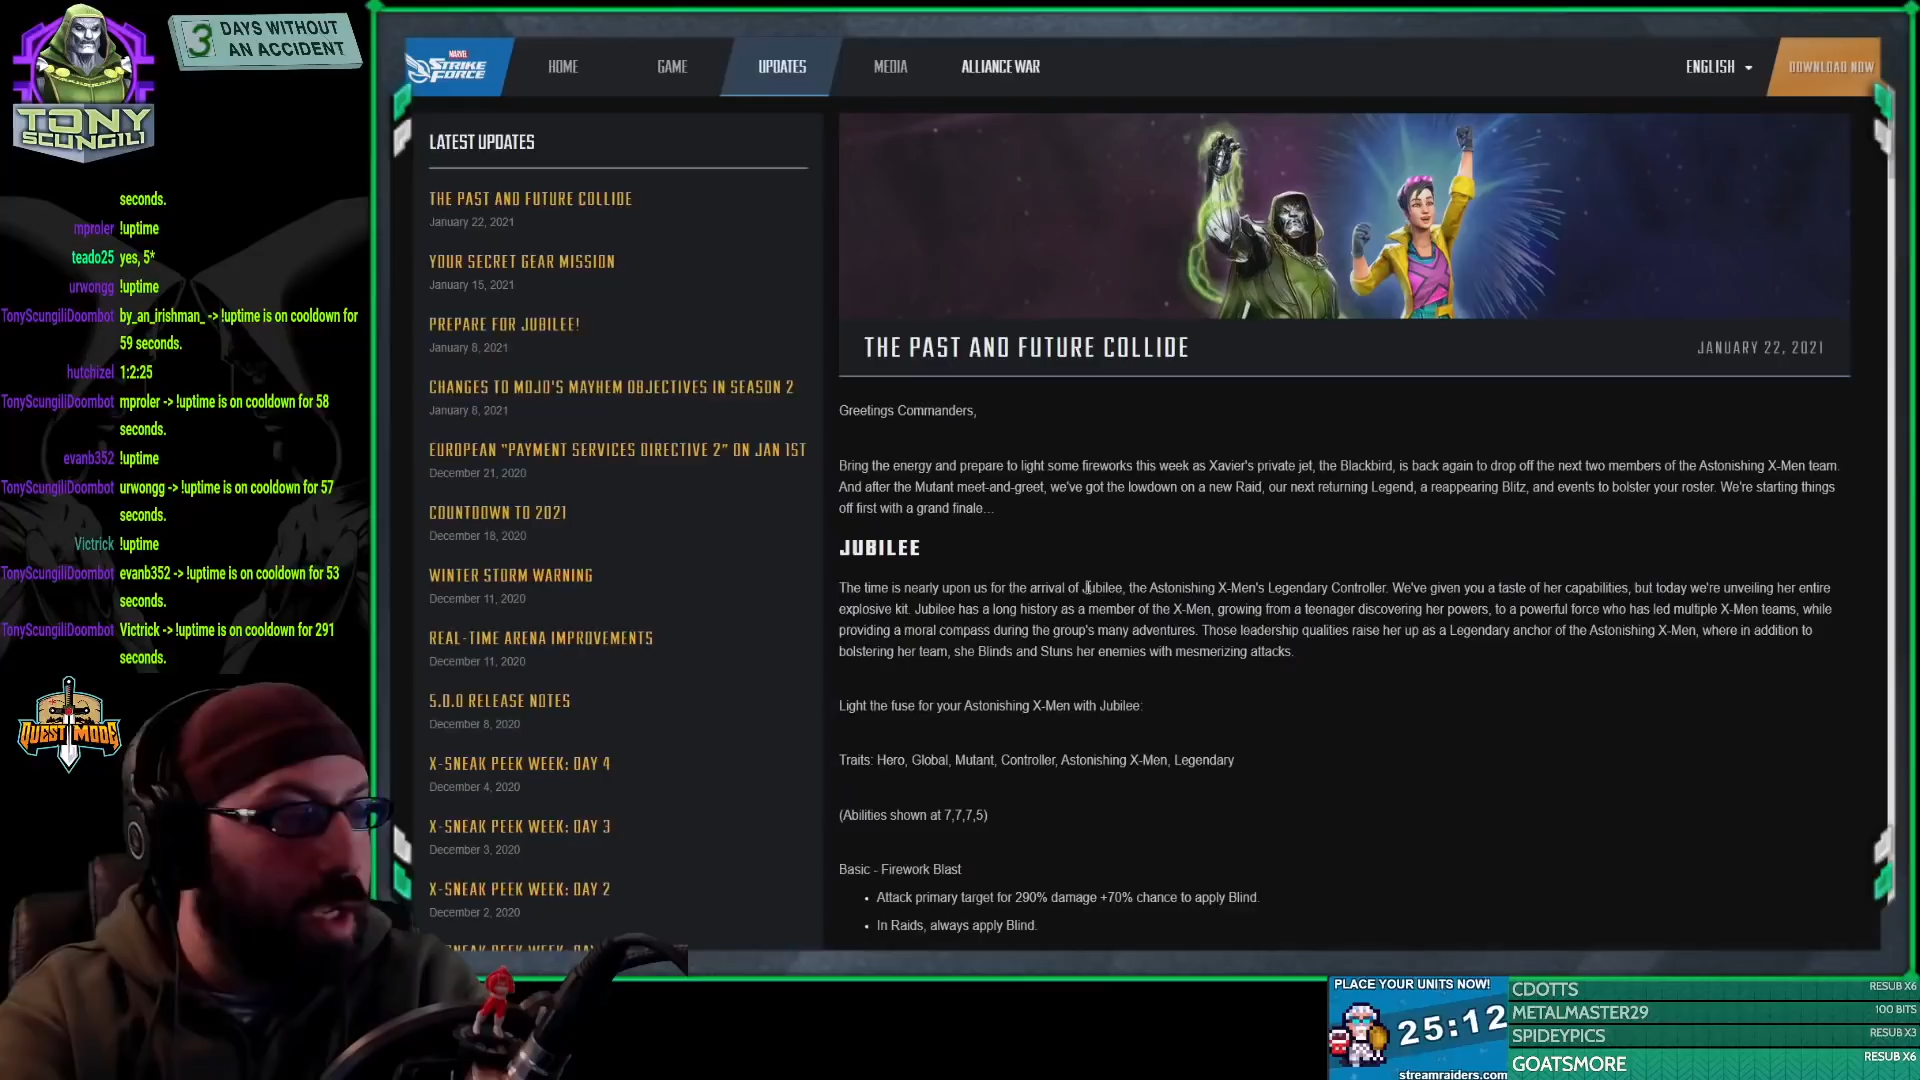 3 DAYS WITHOUT
AN ACCIDENT
TONY
SCUNGILI
seconds.
mproler !uptime
teado25 yes, 5*
urwongg !uptime
TonyScungiliDoombot by_an_irishman_ -> !uptime is on cooldown for
59 seconds.
hutchizel 1:2:25
TonyScungiliDoombot mproler -> !uptime is on cooldown for 58
seconds.
evanb352 !uptime
TonyScungiliDoombot urwongg -> !uptime is on cooldown for 57
seconds.
Victrick !uptime
TonyScungiliDoombot evanb352 -> !uptime is on cooldown for 53
seconds.
TonyScungiliDoombot Victrick -> !uptime is on cooldown for 291
seconds.
QUEST MODE
MARVEL
STRIKE
FORCE
HOME
GAME
UPDATES
MEDIA
ALLIANCE WAR
ENGLISH
DOWNLOAD NOW
LATEST UPDATES
THE PAST AND FUTURE COLLIDE
January 22, 2021
YOUR SECRET GEAR MISSION
January 15, 2021
PREPARE FOR JUBILEE!
January 8, 2021
CHANGES TO MOJO'S MAYHEM OBJECTIVES IN SEASON 2
January 8, 2021
EUROPEAN "PAYMENT SERVICES DIRECTIVE 2" ON JAN 1ST
December 21, 2020
COUNTDOWN TO 2021
December 18, 2020
WINTER STORM WARNING
December 11, 2020
REAL-TIME ARENA IMPROVEMENTS
December 11, 2020
5.0.0 RELEASE NOTES
December 8, 2020
X-SNEAK PEEK WEEK: DAY 4
December 4, 2020
X-SNEAK PEEK WEEK: DAY 3
December 3, 2020
X-SNEAK PEEK WEEK: DAY 2
December 2, 2020
THE PAST AND FUTURE COLLIDE
JANUARY 22, 2021
Greetings Commanders,
Bring the energy and prepare to light some fireworks this week as Xavier's private jet, the Blackbird, is back again to drop off the next two members of the Astonishing X-Men team.
And after the Mutant meet-and-greet, we've got the lowdown on a new Raid, our next returning Legend, a reappearing Blitz, and events to bolster your roster. We're starting things
off first with a grand finale...
JUBILEE
The time is nearly upon us for the arrival of Jubilee, the Astonishing X-Men's Legendary Controller. We've given you a taste of her capabilities, but today we're unveiling her entire
explosive kit. Jubilee has a long history as a member of the X-Men, growing from a teenager discovering her powers, to a powerful force who has led multiple X-Men teams, while
providing a moral compass during the group's many adventures. Those leadership qualities raise her up as a Legendary anchor of the Astonishing X-Men, where in addition to
bolstering her team, she Blinds and Stuns her enemies with mesmerizing attacks.
Light the fuse for your Astonishing X-Men with Jubilee:
Traits: Hero, Global, Mutant, Controller, Astonishing X-Men, Legendary
(Abilities shown at 7,7,7,5)
Basic - Firework Blast
• Attack primary target for 290% damage +70% chance to apply Blind.
• In Raids, always apply Blind.
PLACE YOUR UNITS NOW!
25:12
streamraiders.com
CDOTTS RESUB X6
METALMASTER29 100 BITS
SPIDEYPICS RESUB X3
GOATSMORE RESUB X6